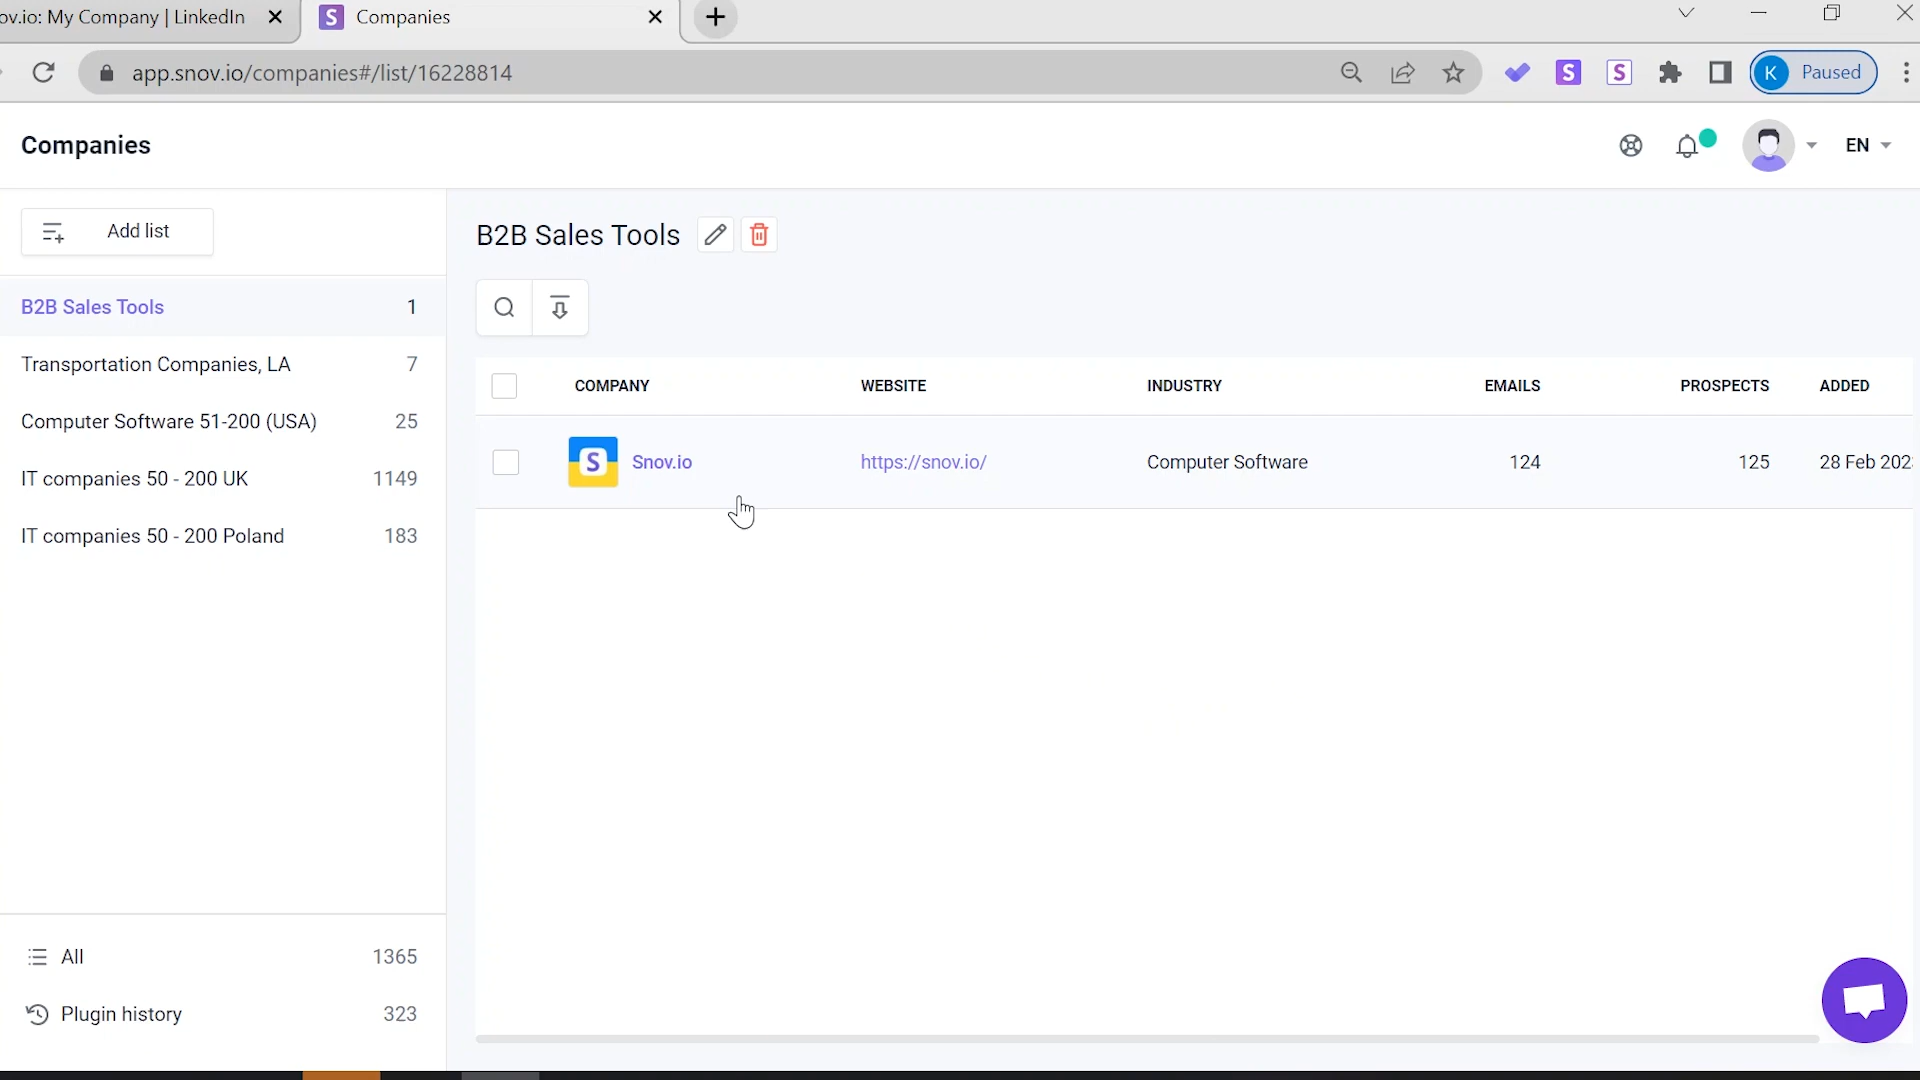 ov.io: My Company | LinkedIn
S Companies
app.snov.io/companies#/list/16228814
S S K Paused
Companies
EN
Add list
B2B Sales Tools
B2B Sales Tools 1
Transportation Companies, LA 7
Computer Software 51-200 (USA) 25
IT companies 50 - 200 UK 1149
IT companies 50 - 200 Poland 183
COMPANY WEBSITE INDUSTRY EMAILS PROSPECTS ADDED
S Snov.io https://snov.io/ Computer Software 124 125 28 Feb 202
All 1365
Plugin history 323